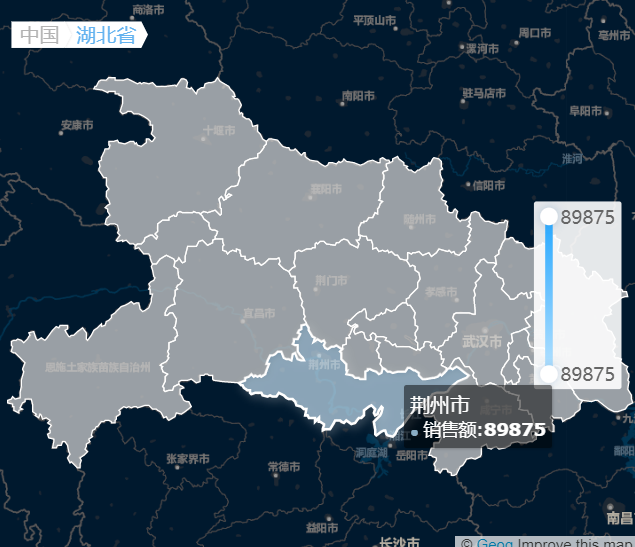 商洛市
平顶山市
周口市
亳州市
中国 湖北省
漯河市
南阳市
驻马店市
阜阳市
安康市
十堰市
淮河
襄阳市
信阳市
随州市
89875
荆门市
孝感市
宜昌市
武汉市
荆州市
恩施土家族苗族自治州
89875
荆州市
咸宁市
销售额:89875
洞庭湖
岳阳市
张家界市
常德市
益阳市
南昌
长沙市
© Geoq Improve this map